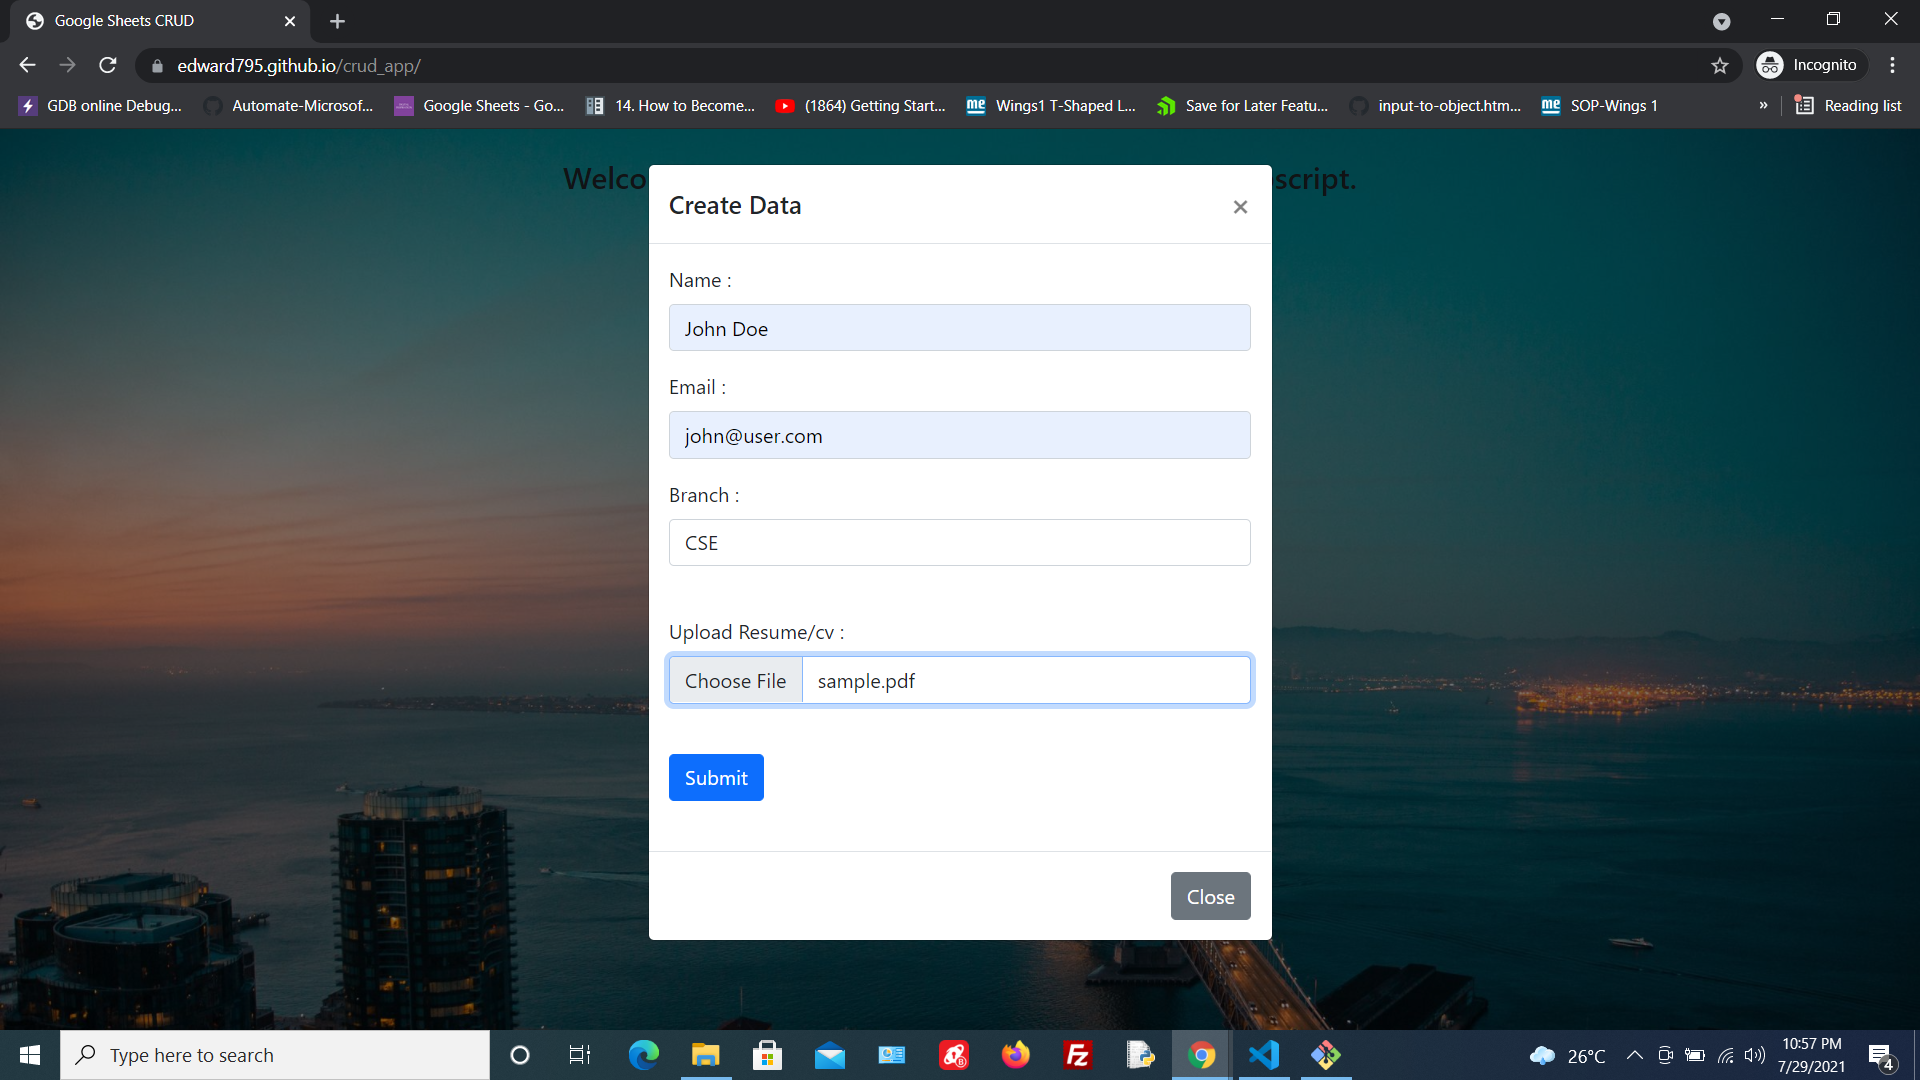 Google Sheets CRUD
edward795.github.io/crud_app/
Incognito
GDB online Debug...
Automate-Microsof...
Google Sheets - Go...
14. How to Become...
(1864) Getting Start...
Wings1 T-Shaped L...
Save for Later Featu...
input-to-object.htm...
SOP-Wings 1
»
Reading list
Welco
script.
Create Data
×
Name :
John Doe
Email :
john@user.com
Branch :
CSE
Upload Resume/cv :
Choose File sample.pdf
Submit
Close
Type here to search
26°C
10:57 PM
7/29/2021
4